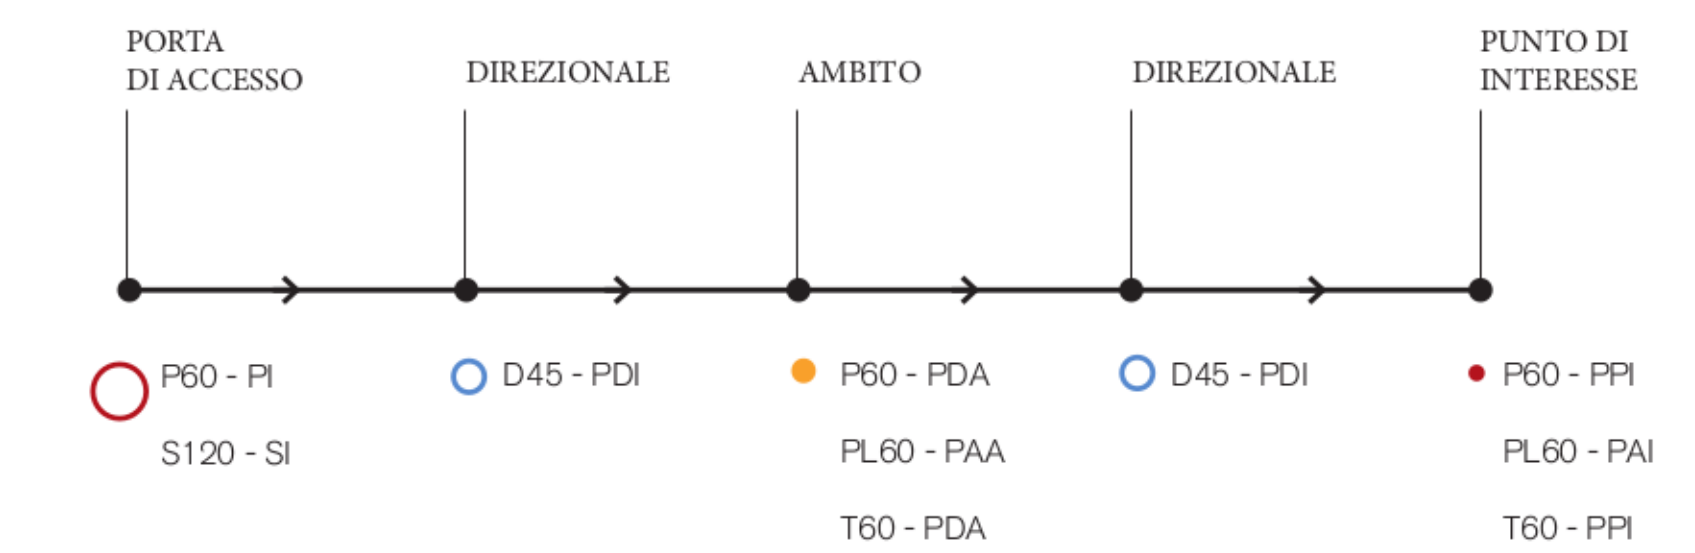 PORTA
DI ACCESSO
DIREZIONALE
AMBITO
DIREZIONALE
PUNTO DI
INTERESSE
P60 - PI
S120 - SI
D45 - PDI
P60 - PDA
PL60 - PAA
T60 - PDA
D45 - PDI
P60 - PPI
PL60 - PAI
T60 - PPI